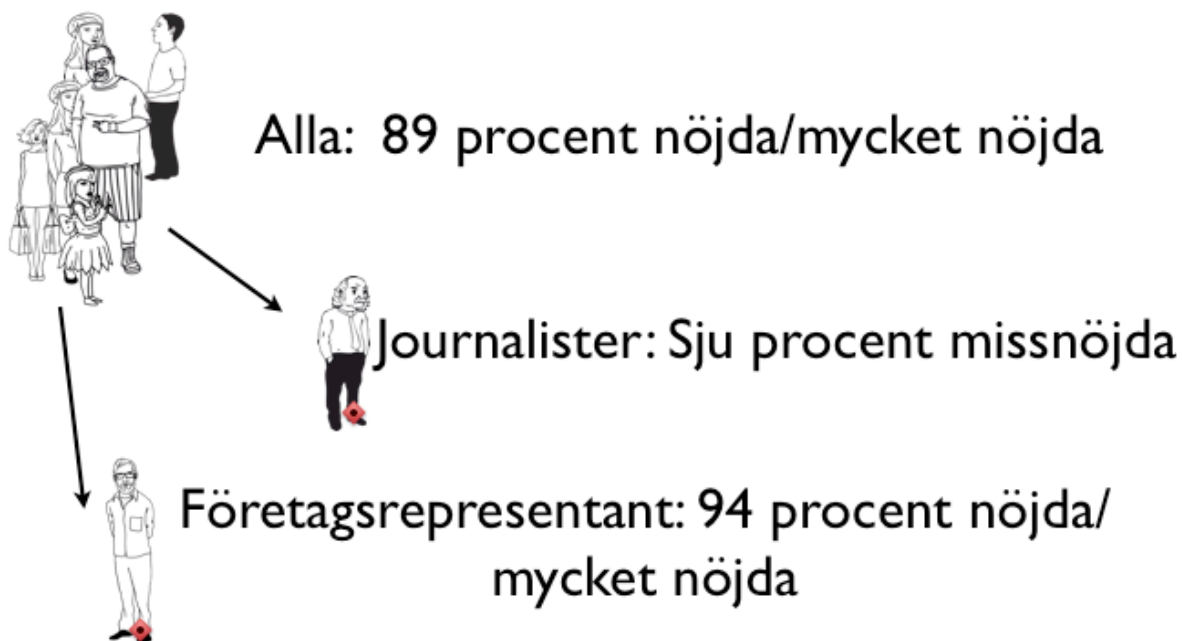 Alla: 89 procent nöjda/mycket nöjda
Journalister: Sju procent missnöjda
Företagsrepresentant: 94 procent nöjda/
mycket nöjda